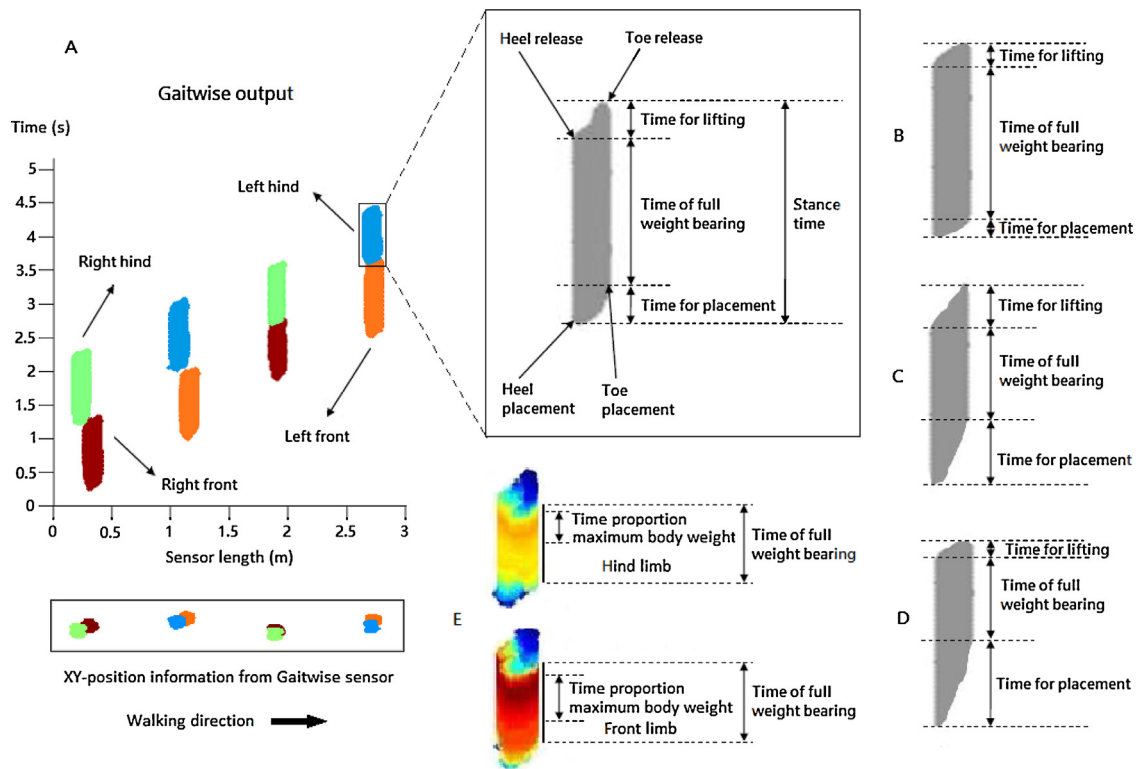 A
Gaitwise output
Time (s)
5
4.5
4
3.5
3
2.5
2
1.5
1
0.5
0
0
0.5
1
1.5
2
2.5
3
Sensor length (m)
Left hind
Right hind
Left front
Right front
XY-position information from Gaitwise sensor
Walking direction
Heel release
Toe release
Time for lifting
Time of full
weight bearing
Stance
time
Time for placement
Heel
placement
Toe
placement
B
Time for lifting
Time of full
weight bearing
Time for placement
C
Time for lifting
Time of full
weight bearing
Time for placement
D
Time for lifting
Time of full
weight bearing
Time for placement
E
Time proportion
maximum body weight
Hind limb
Time of full
weight bearing
Time proportion
maximum body weight
Front limb
Time of full
weight bearing